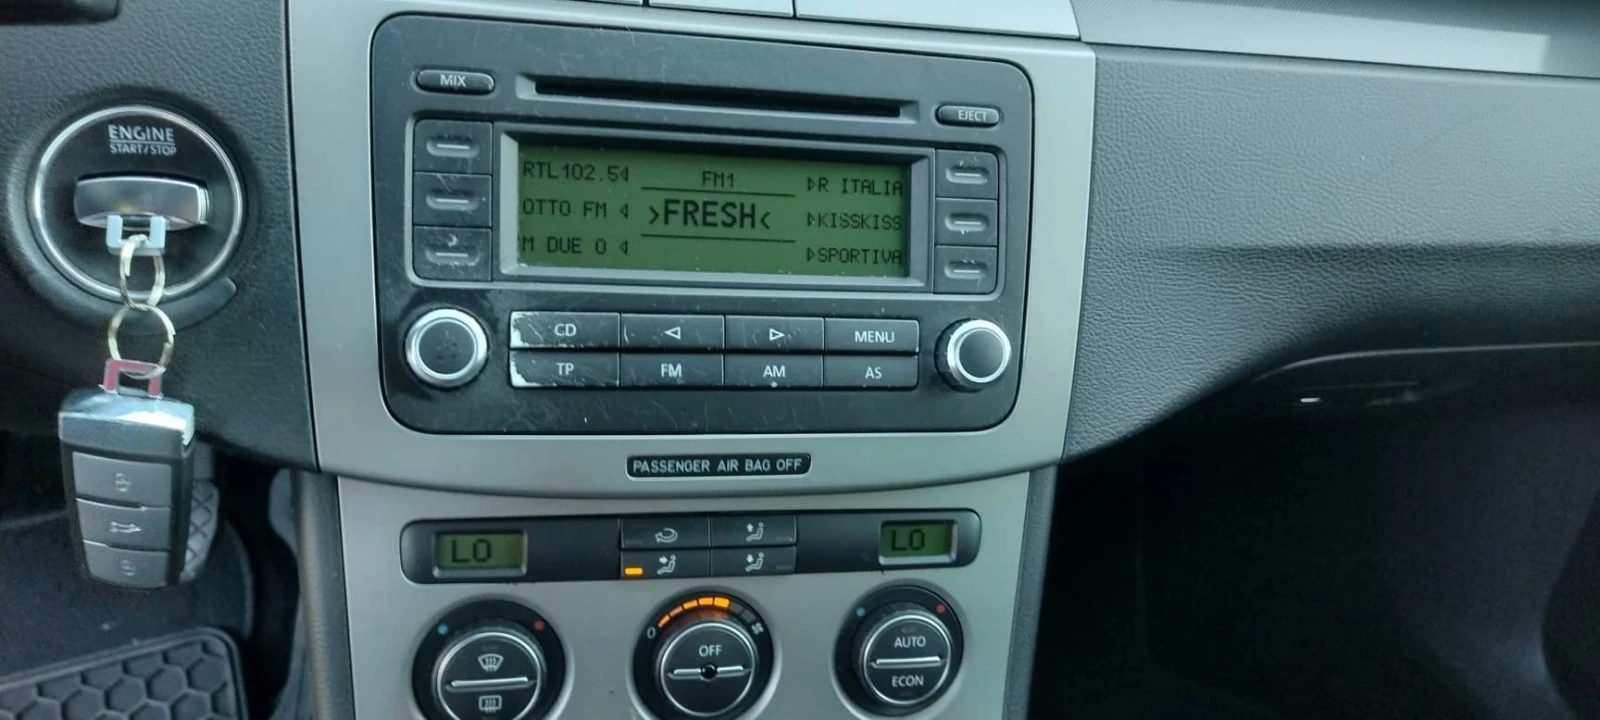 ENGINE
START/STOP
MIX
EJECT
RTL102.5
FM1
R ITALIA
OTTO FM
>FRESH<
KISSKISS
M DUE O
SPORTIVA
CD
MENU
TP
FM
AM
AS
PASSENGER AIR BAG OFF
LO
LO
0
OFF
AUTO
ECON